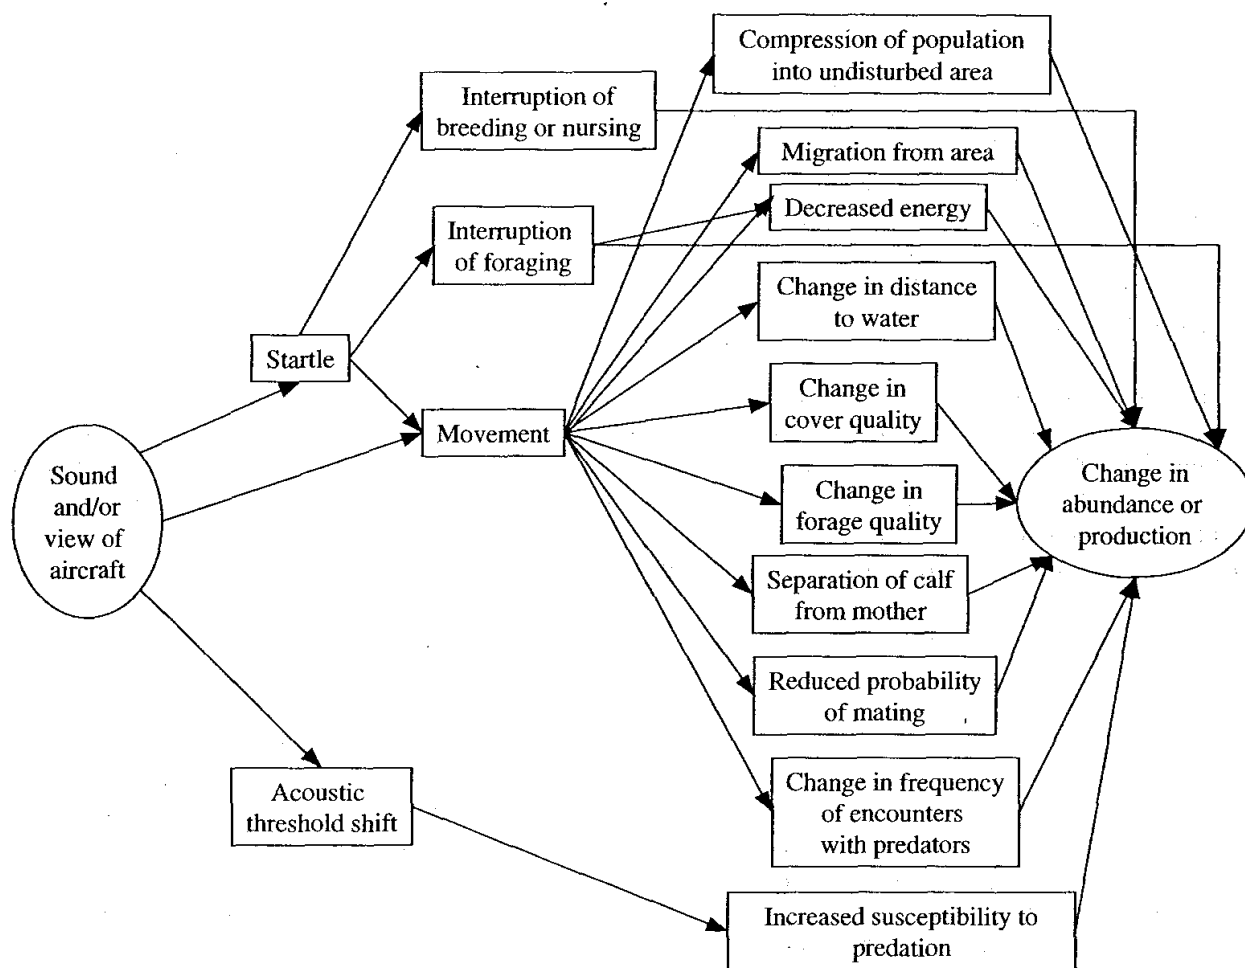 Compression of population
into undisturbed area
Interruption of
breeding or nursing
Migration from area
Decreased energy
Interruption
of foraging
Change in distance
to water
Startle
Change in
cover quality
Movement
Sound
and/or
view of
aircraft
Change in
abundance or
production
Change in
forage quality
Separation of calf
from mother
Reduced probability
of mating
Acoustic
threshold shift
Change in frequency
of encounters
with predators
Increased susceptibility to
predation